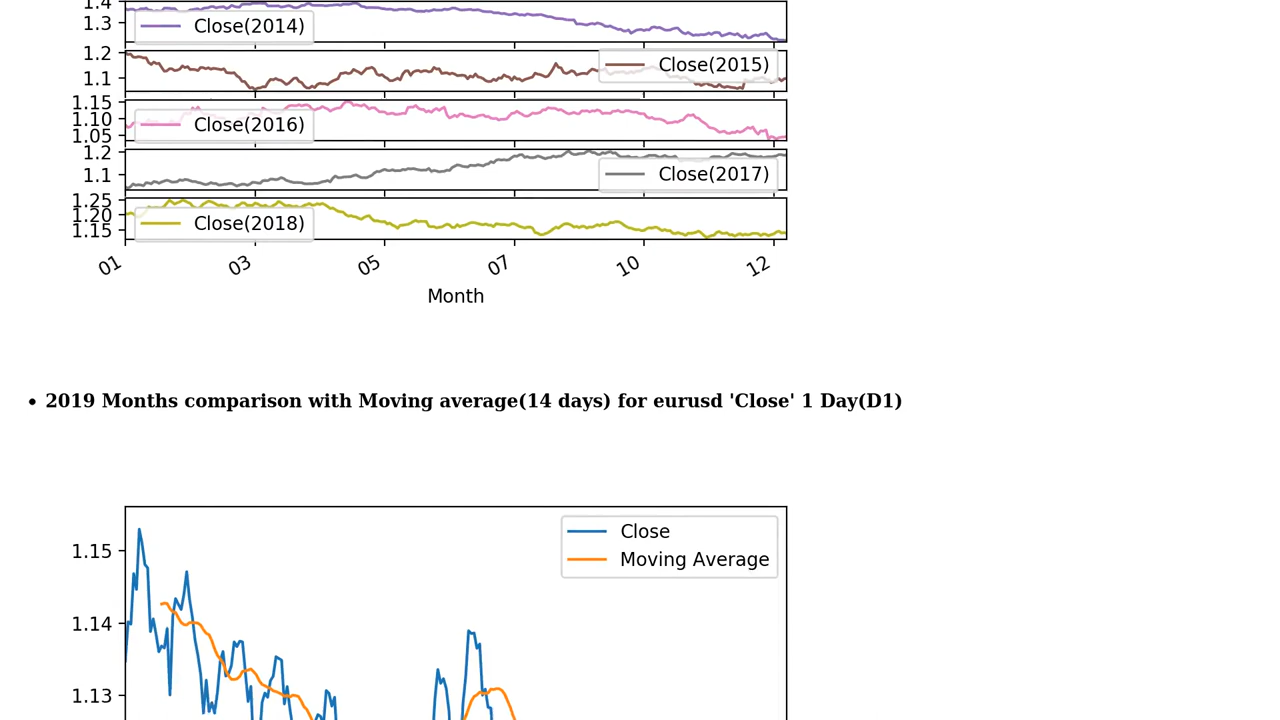 1.4
1.3
Close(2014)
1.2
1.1
Close(2015)
1.15
1.10
1.05
Close(2016)
1.2
1.1
Close(2017)
1.25
1.20
1.15
Close(2018)
01 03 05 07 10 12
Month
• 2019 Months comparison with Moving average(14 days) for eurusd 'Close' 1 Day(D1)
Close
Moving Average
1.15
1.14
1.13